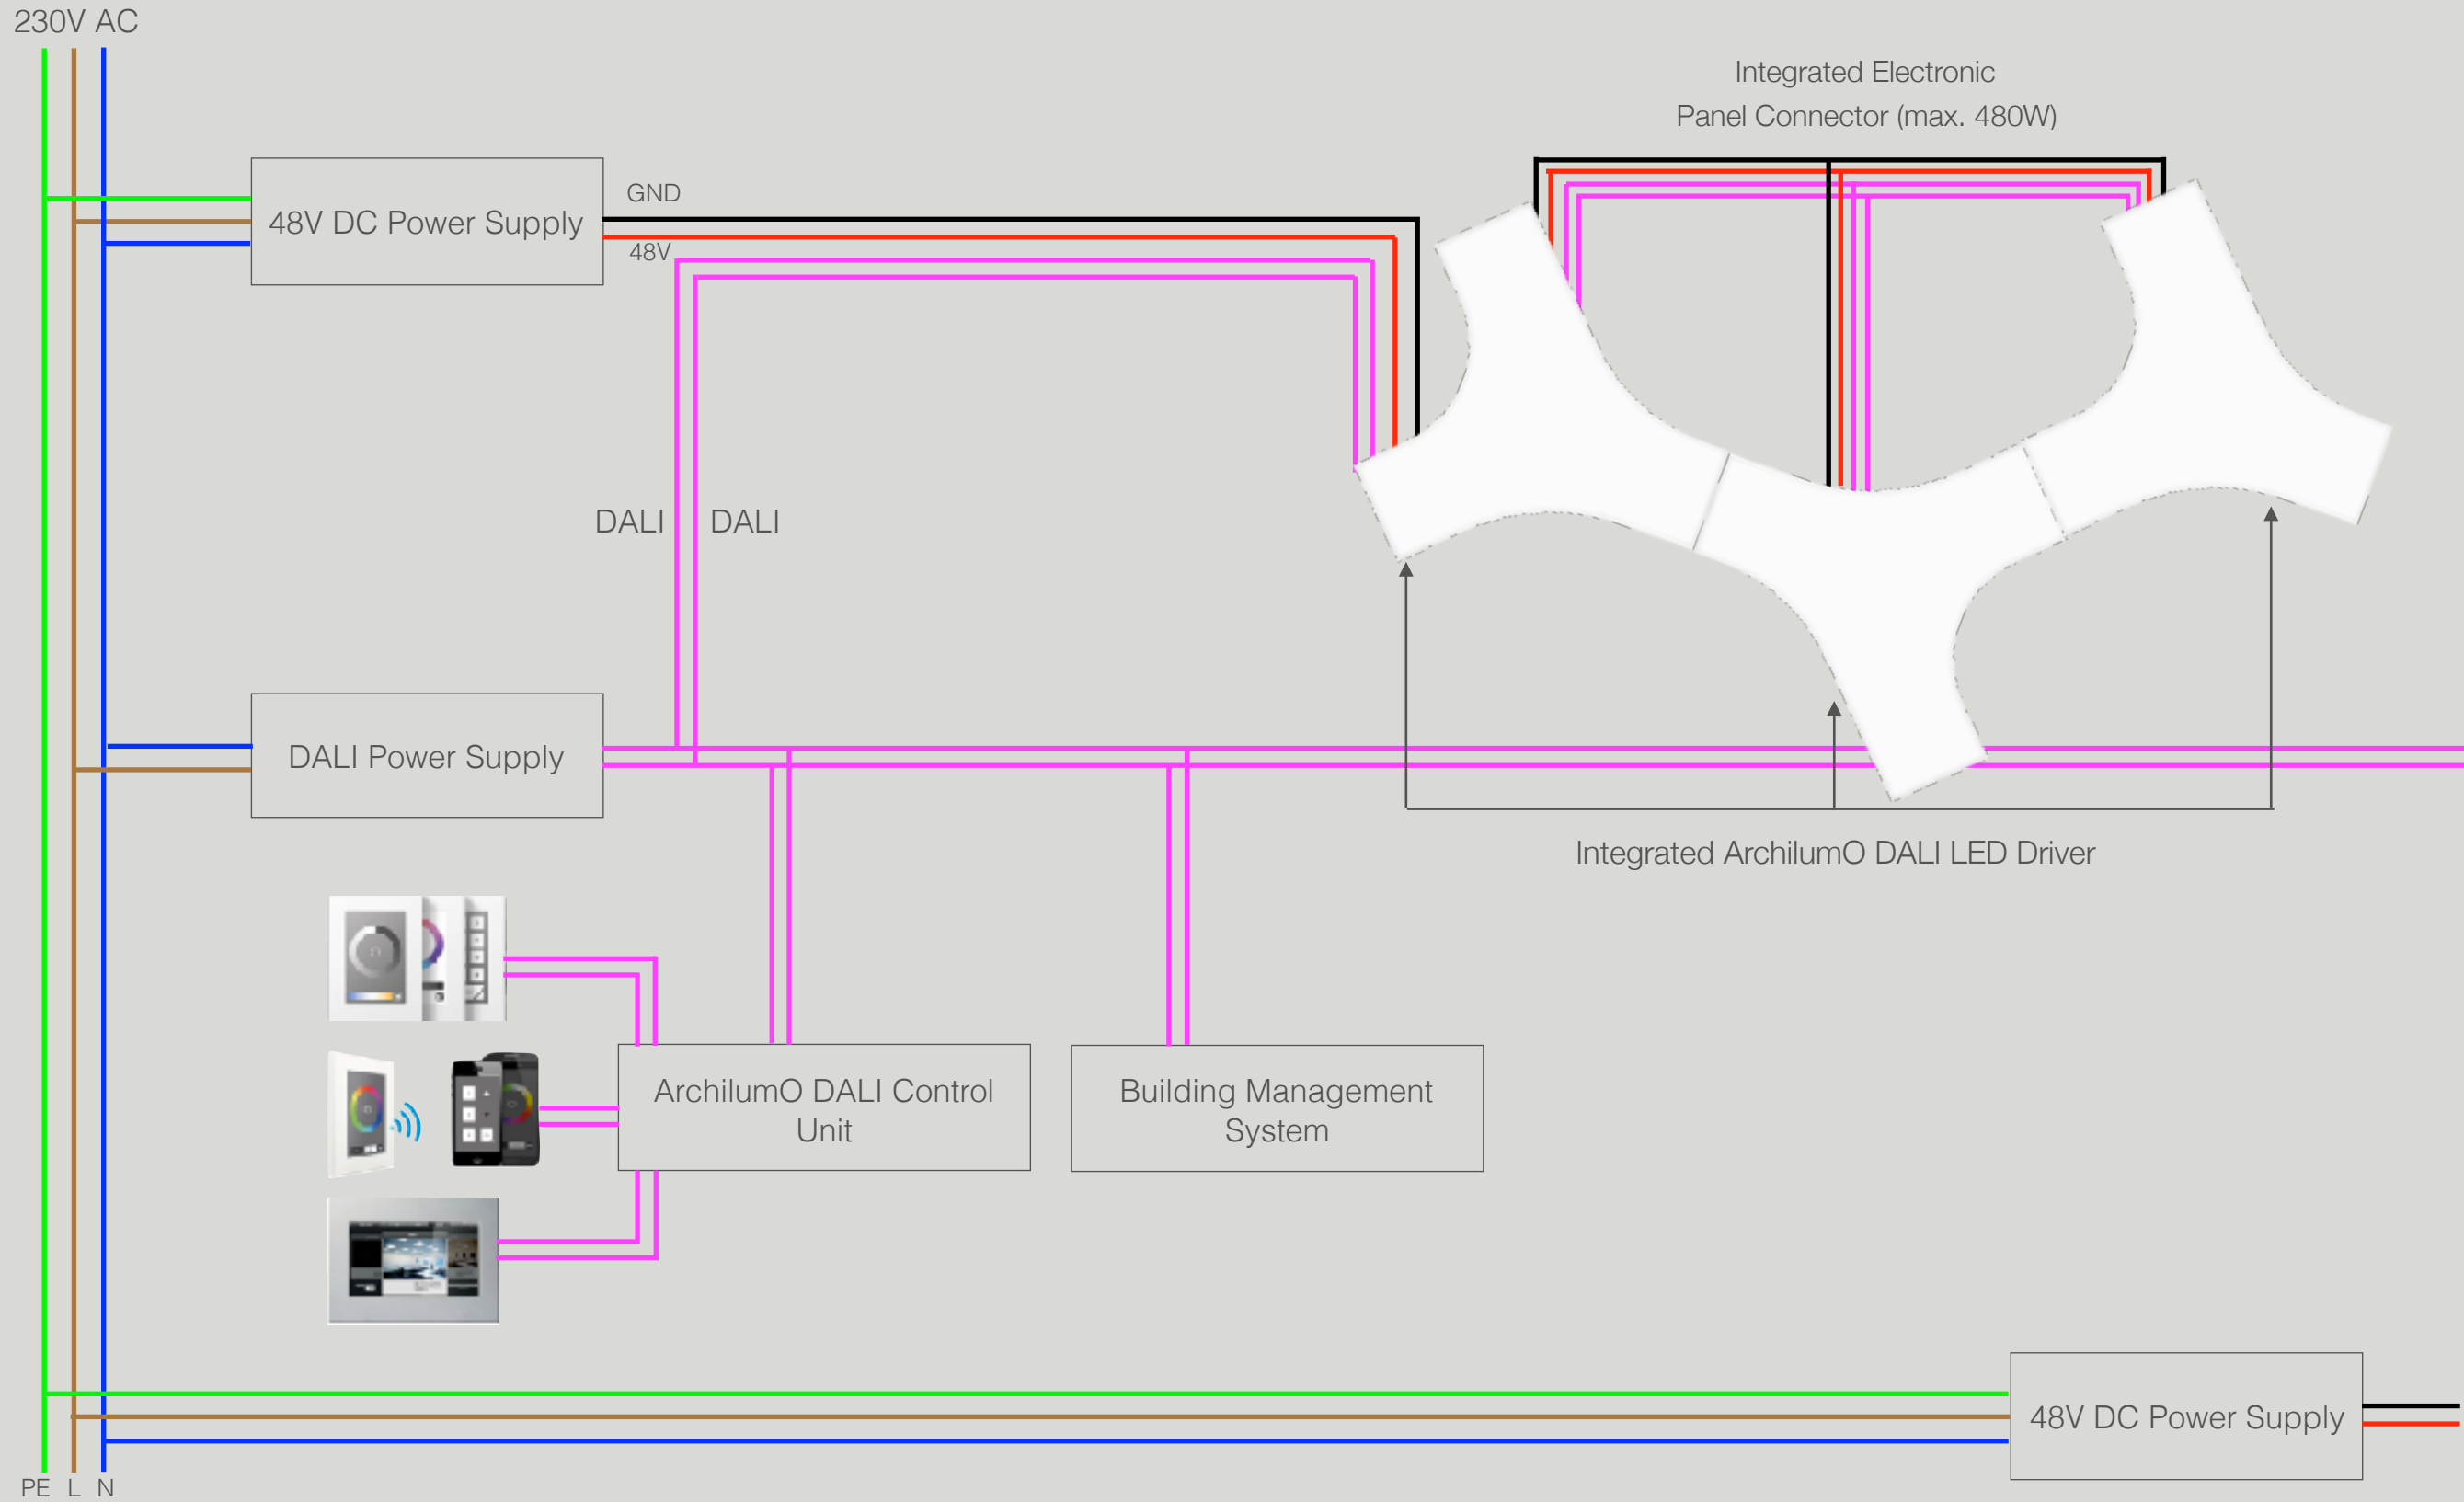 230V AC
Integrated Electronic
Panel Connector (max. 480W)
GND
48V DC Power Supply
48V
DALI
DALI
DALI Power Supply
Integrated ArchilumO DALI LED Driver
ArchilumO DALI Control
Unit
Building Management
System
48V DC Power Supply
PE L N